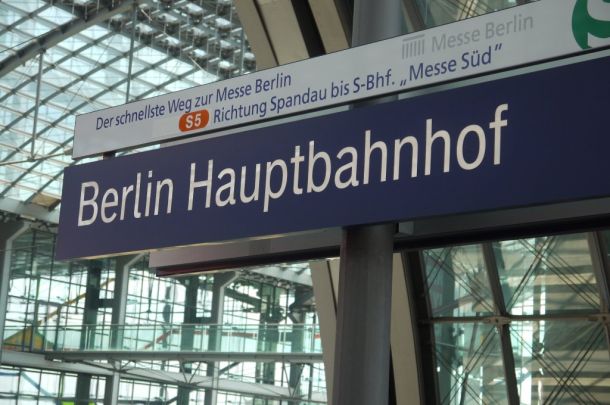 Messe Berlin
Der schnellste Weg zur Messe Berlin
S5 Richtung Spandau bis S-Bhf. „Messe Süd"
Berlin Hauptbahnhof